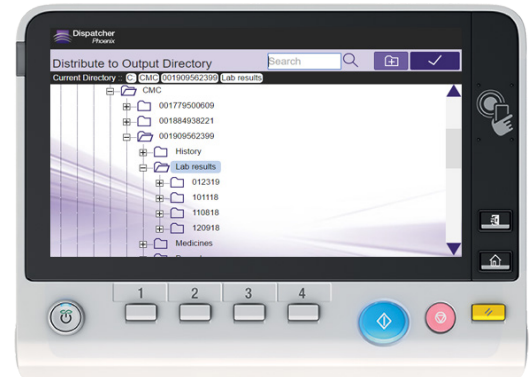 Dispatcher
Phoenix
Distribute to Output Directory
Search
Current Directory :: C: CMC 001909562399 Lab results
CMC
001779500609
001884938221
001909562399
History
Lab results
012319
101118
110818
120918
Medicines
1 2 3 4